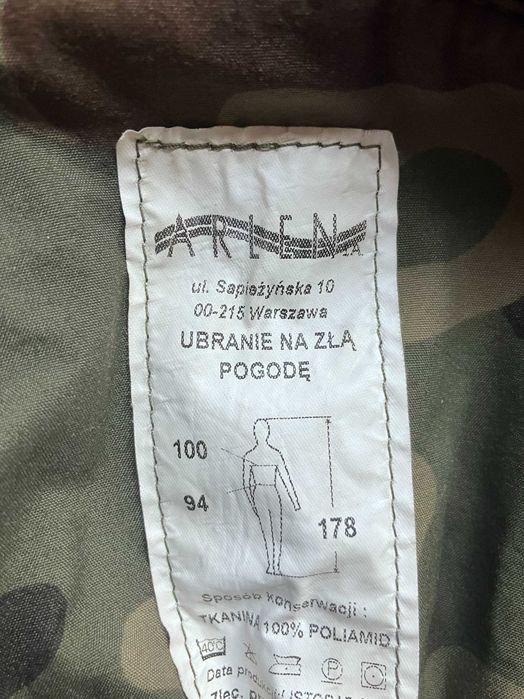 ARLEN S.A.
ul. Sapieżyńska 10
00-215 Warszawa
UBRANIE NA ZŁĄ
POGODĘ
100
94
178
Sposób konserwacji :
TKANINA 100% POLIAMID
40°C
P
Data